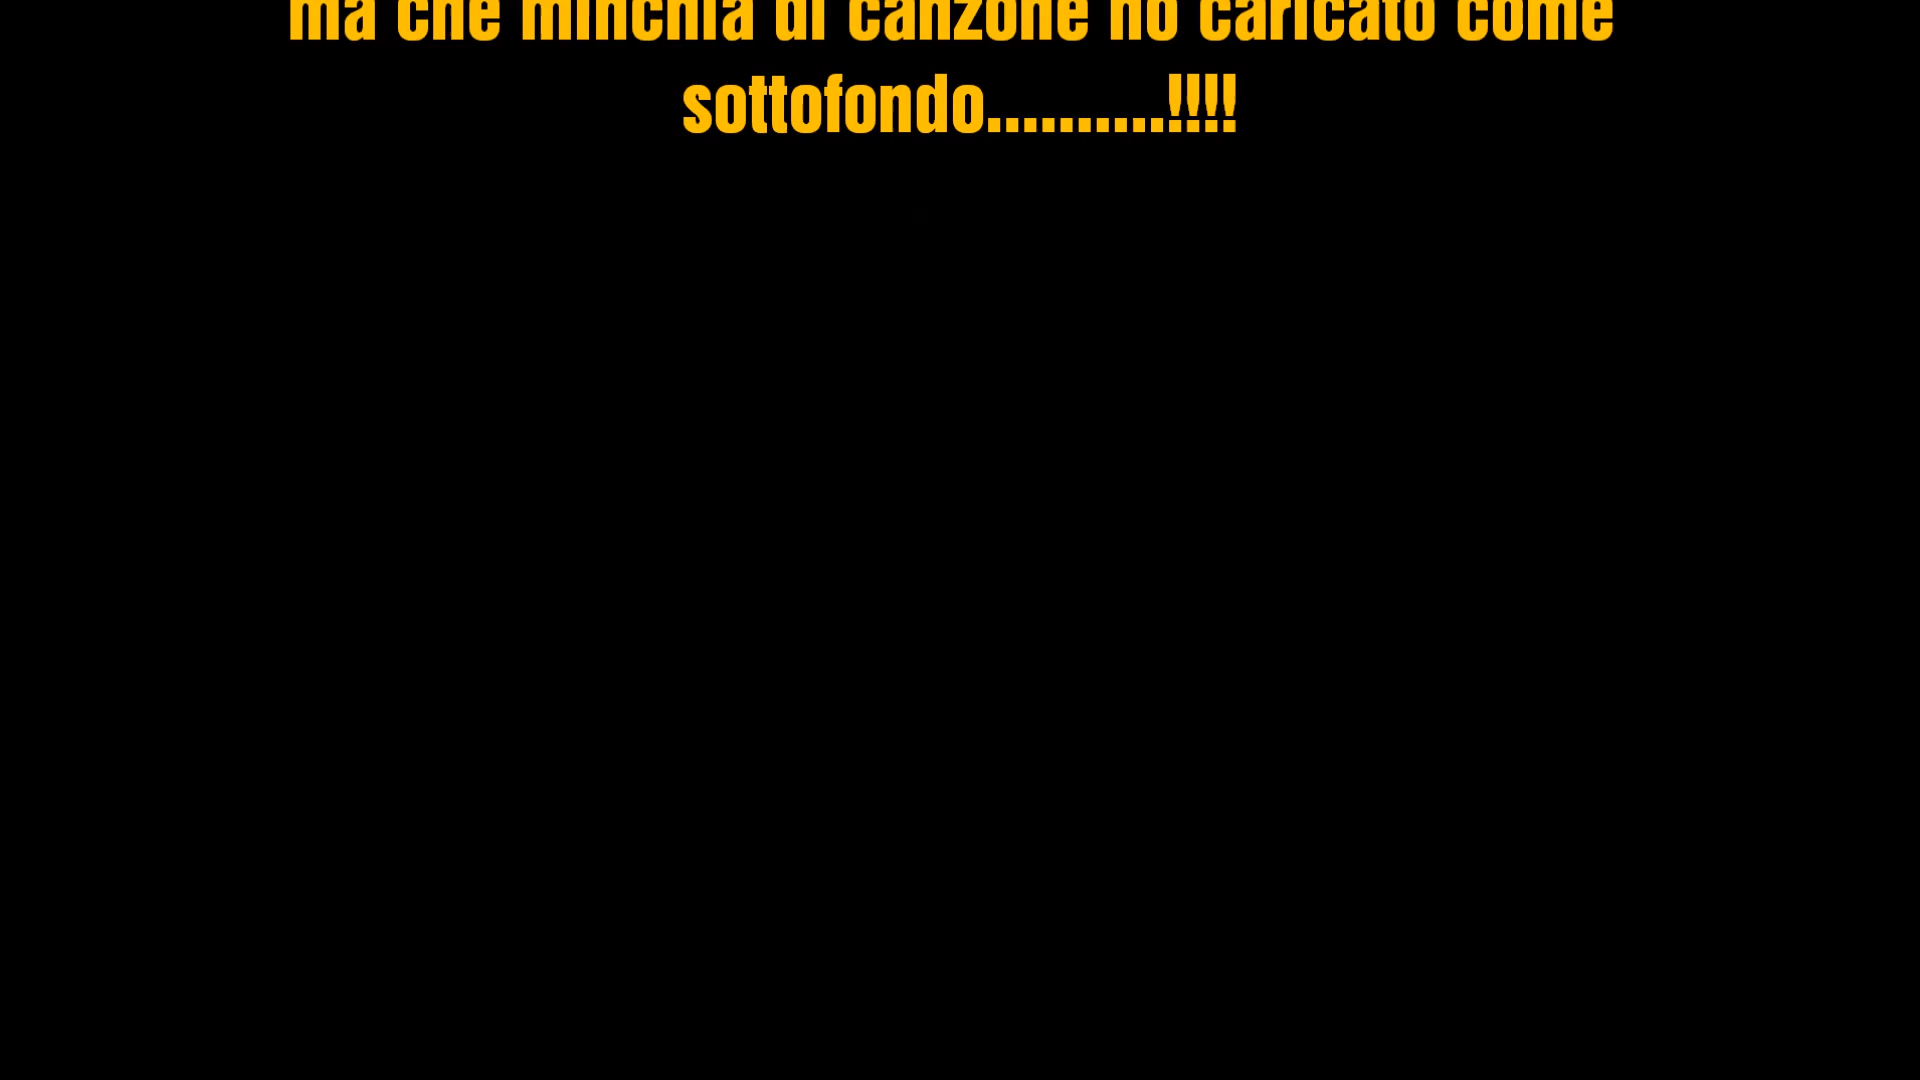 ma che minchia di canzone ho caricato come
sottofondo..........!!!!